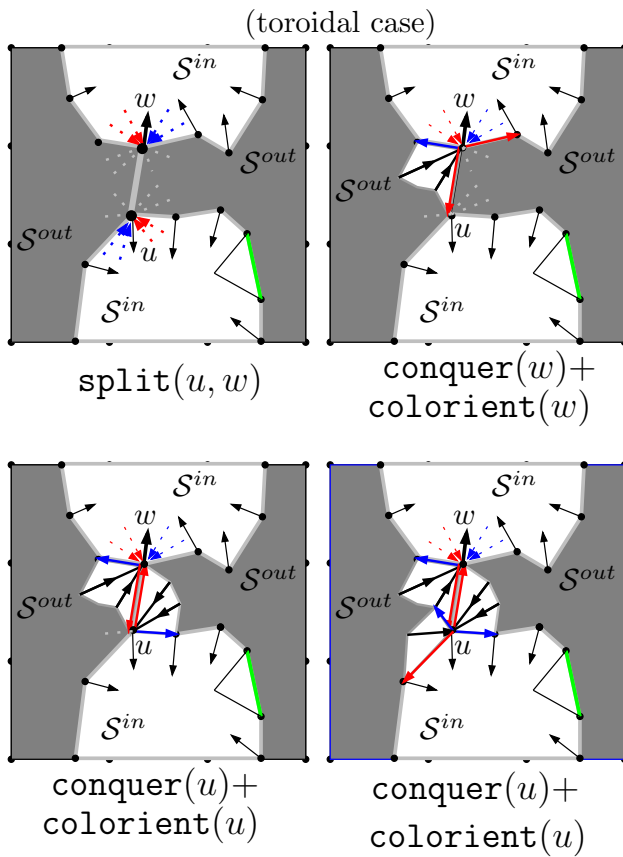 (toroidal case)
S^in
w
S^out
S^out
u
S^in
split(u, w)
S^in
w
S^out
S^out
u
S^in
conquer(w)+
colorient(w)
S^in
w
S^out
S^out
u
S^in
conquer(u)+
colorient(u)
S^in
w
S^out
S^out
u
S^in
conquer(u)+
colorient(u)